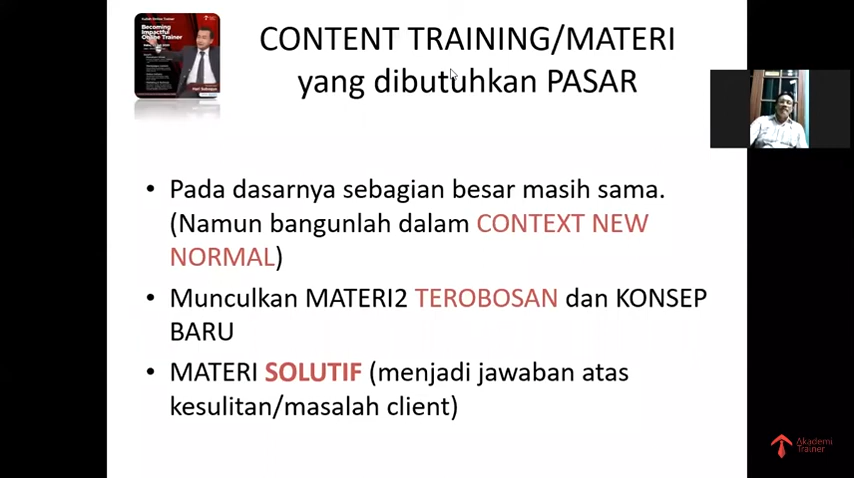 Becoming
Impactful
Online Trainer
CONTENT TRAINING/MATERI
yang dibutuhkan PASAR
• Pada dasarnya sebagian besar masih sama.
(Namun bangunlah dalam CONTEXT NEW
NORMAL)
• Munculkan MATERI2 TEROBOSAN dan KONSEP
BARU
• MATERI SOLUTIF (menjadi jawaban atas
kesulitan/masalah client)
Akademi
Trainer